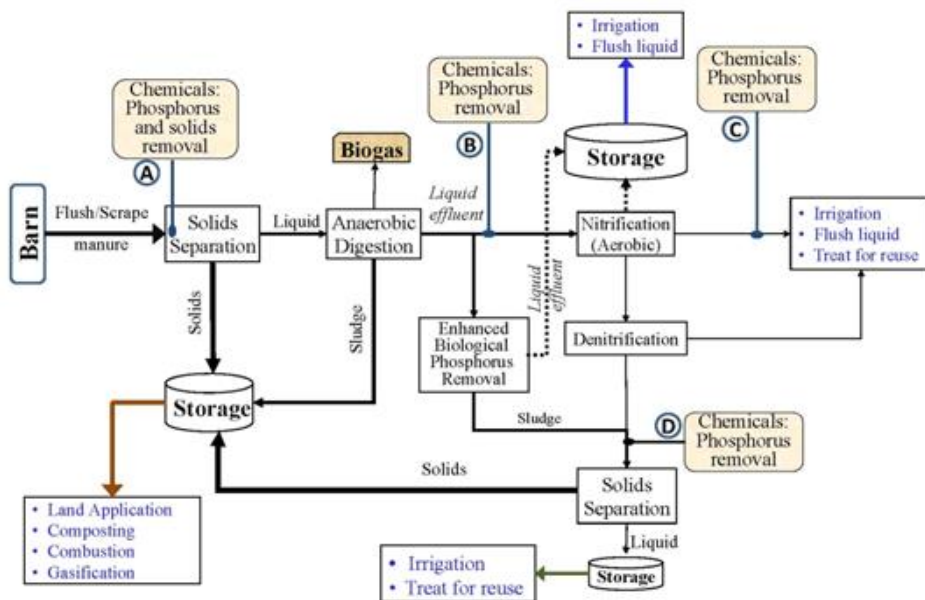 • Irrigation
• Flush liquid
Chemicals:
Phosphorus
and solids
removal
A
Chemicals:
Phosphorus
removal
B
Chemicals:
Phosphorus
removal
C
Biogas
Storage
Barn
Flush/Scrape
manure
Solids
Separation
Liquid
Anaerobic
Digestion
Liquid
effluent
Nitrification
(Aerobic)
• Irrigation
• Flush liquid
• Treat for reuse
Solids
Sludge
Liquid
effluent
Enhanced
Biological
Phosphorus
Removal
Denitrification
Storage
Sludge
D
Chemicals:
Phosphorus
removal
Solids
Solids
Separation
• Land Application
• Composting
• Combustion
• Gasification
Liquid
• Irrigation
• Treat for reuse
Storage